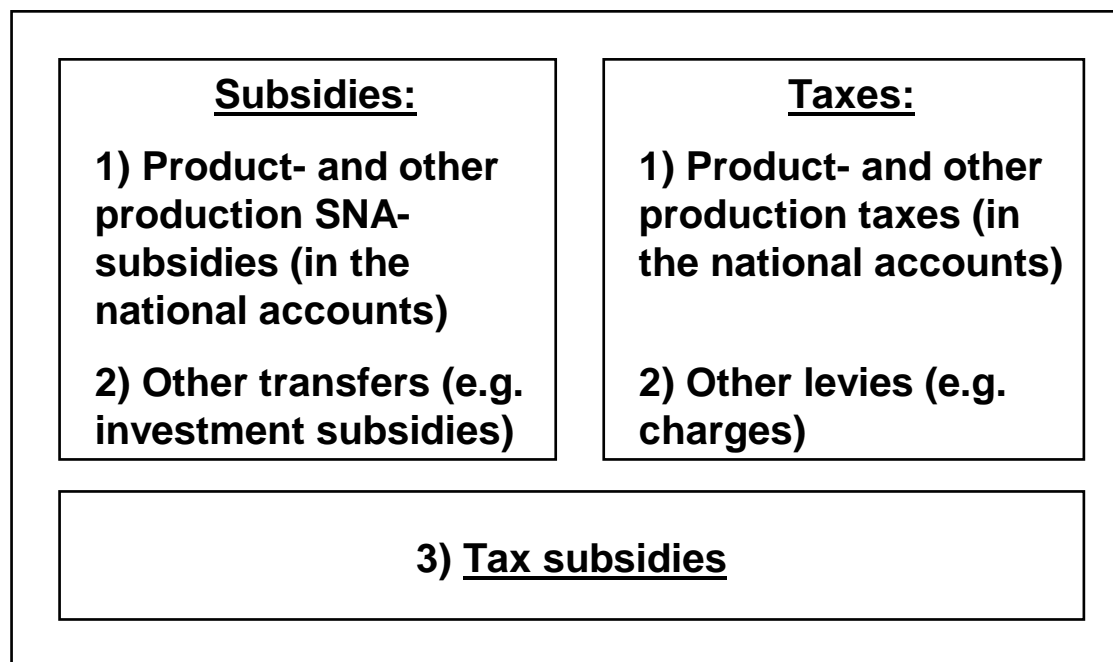 Subsidies:
1) Product- and other
production SNA-
subsidies (in the
national accounts)
2) Other transfers (e.g.
investment subsidies)
Taxes:
1) Product- and other
production taxes (in
the national accounts)
2) Other levies (e.g.
charges)
3) Tax subsidies